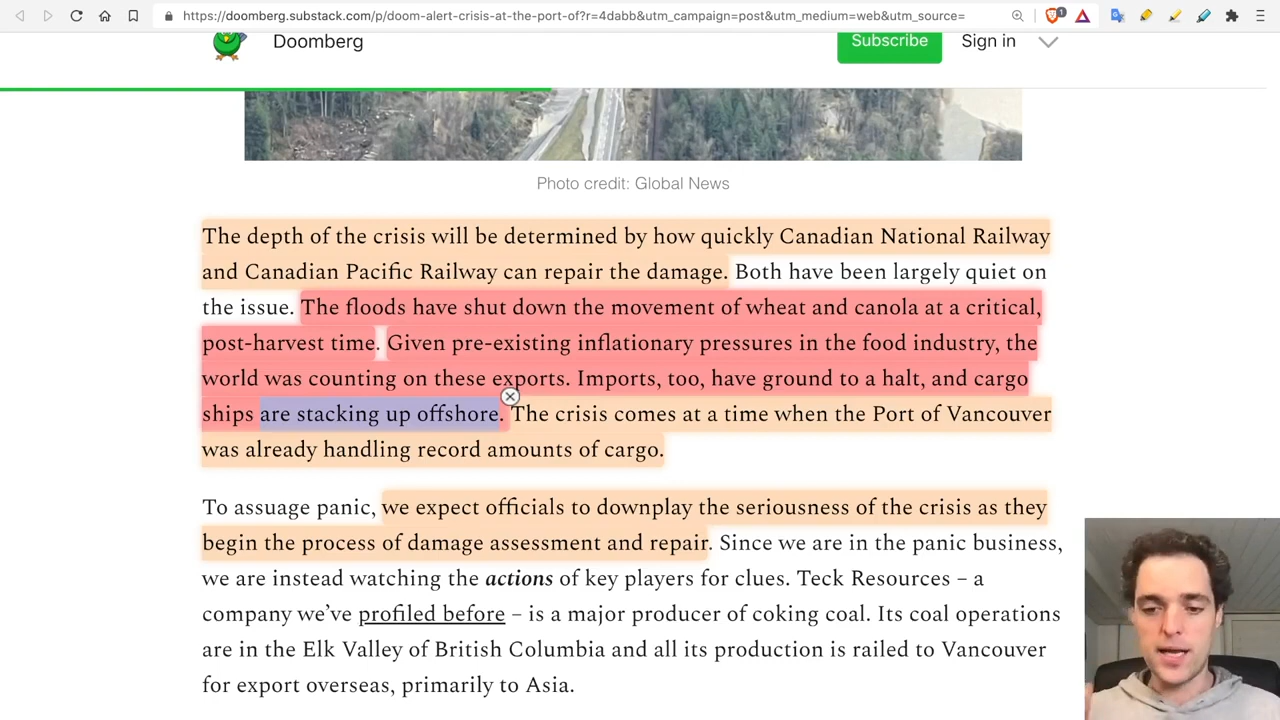 https://doomberg.substack.com/p/doom-alert-crisis-at-the-port-of?r=4dabb&utm_campaign=post&utm_medium=web&utm_source=
1
Doomberg
Subscribe
Sign in
Photo credit: Global News
The depth of the crisis will be determined by how quickly Canadian National Railway
and Canadian Pacific Railway can repair the damage. Both have been largely quiet on
the issue. The floods have shut down the movement of wheat and canola at a critical,
post-harvest time. Given pre-existing inflationary pressures in the food industry, the
world was counting on these exports. Imports, too, have ground to a halt, and cargo
ships are stacking up offshore. The crisis comes at a time when the Port of Vancouver
was already handling record amounts of cargo.
To assuage panic, we expect officials to downplay the seriousness of the crisis as they
begin the process of damage assessment and repair. Since we are in the panic business,
we are instead watching the actions of key players for clues. Teck Resources – a
company we’ve profiled before – is a major producer of coking coal. Its coal operations
are in the Elk Valley of British Columbia and all its production is railed to Vancouver
for export overseas, primarily to Asia.